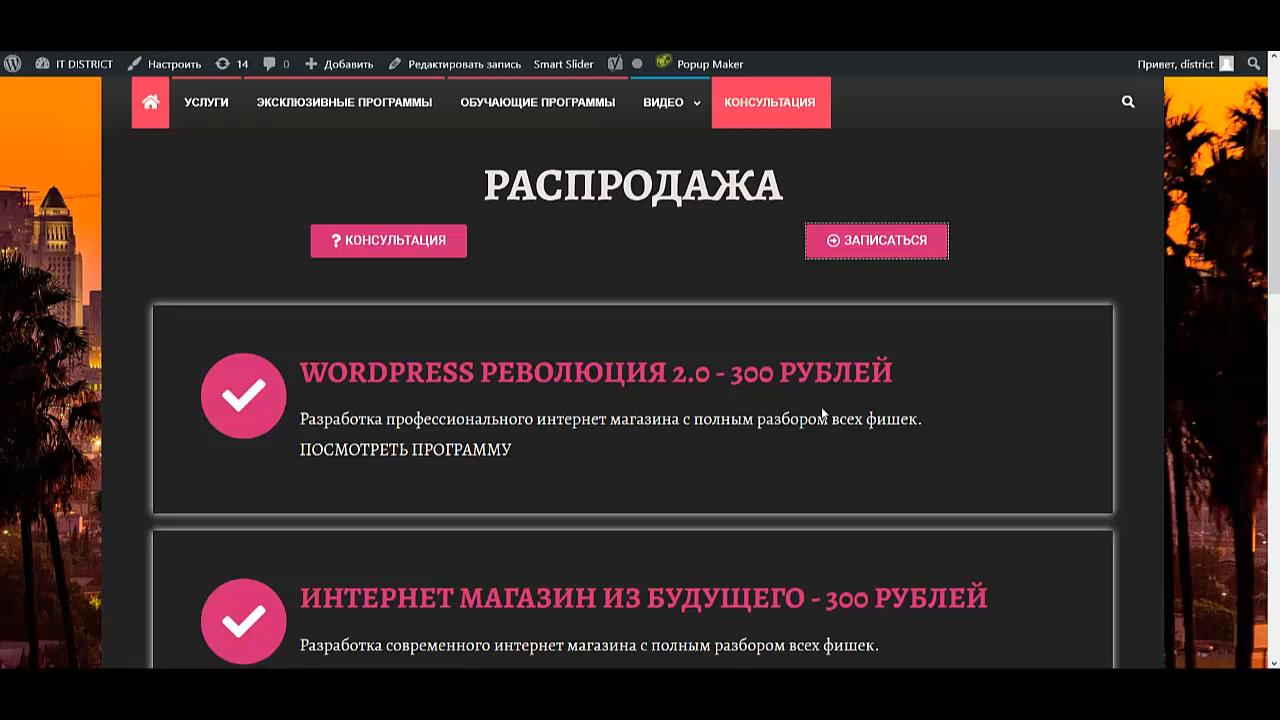 IT DISTRICT Настроить 14 0 Добавить Редактировать запись Smart Slider Popup Maker Привет, district
УСЛУГИ ЭКСКЛЮЗИВНЫЕ ПРОГРАММЫ ОБУЧАЮЩИЕ ПРОГРАММЫ ВИДЕО КОНСУЛЬТАЦИЯ
РАСПРОДАЖА
? КОНСУЛЬТАЦИЯ ЗАПИСАТЬСЯ
WORDPRESS РЕВОЛЮЦИЯ 2.0 - 300 РУБЛЕЙ
Разработка профессионального интернет магазина с полным разбором всех фишек.
ПОСМОТРЕТЬ ПРОГРАММУ
ИНТЕРНЕТ МАГАЗИН ИЗ БУДУЩЕГО - 300 РУБЛЕЙ
Разработка современного интернет магазина с полным разбором всех фишек.